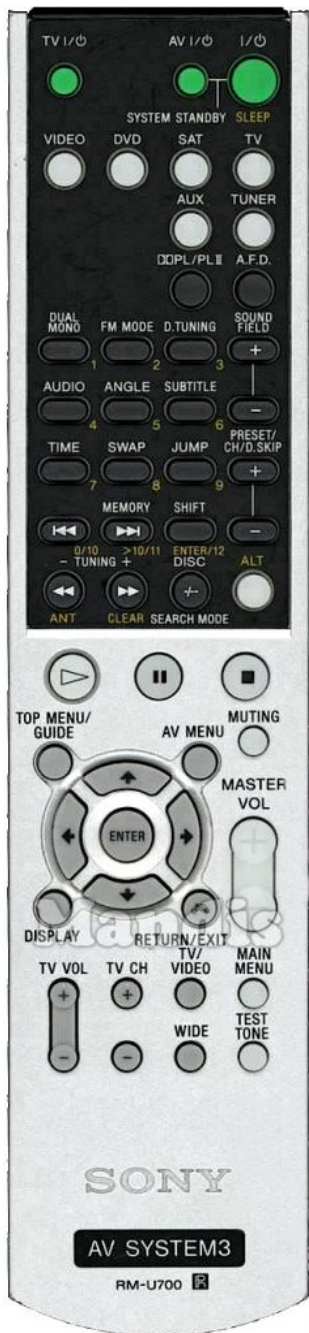 TV I/⏻ AV I/⏻ I/⏻
SYSTEM STANDBY SLEEP
VIDEO DVD SAT TV
AUX TUNER
DDPL/PLII A.F.D.
DUAL MONO FM MODE D.TUNING SOUND FIELD
1 2 3 +
AUDIO ANGLE SUBTITLE
4 5 6 -
TIME SWAP JUMP PRESET/ CH/D.SKIP
7 8 9 +
MEMORY SHIFT
0/10 >10/11 ENTER/12 -
- TUNING + DISC ALT
-/--
ANT CLEAR SEARCH MODE
TOP MENU/ GUIDE AV MENU MUTING
MASTER VOL
ENTER
+
Mandis
DISPLAY RETURN/EXIT
TV VOL TV CH TV/ VIDEO MAIN MENU
+ +
WIDE TEST TONE
- -
SONY
AV SYSTEM3
RM-U700 R